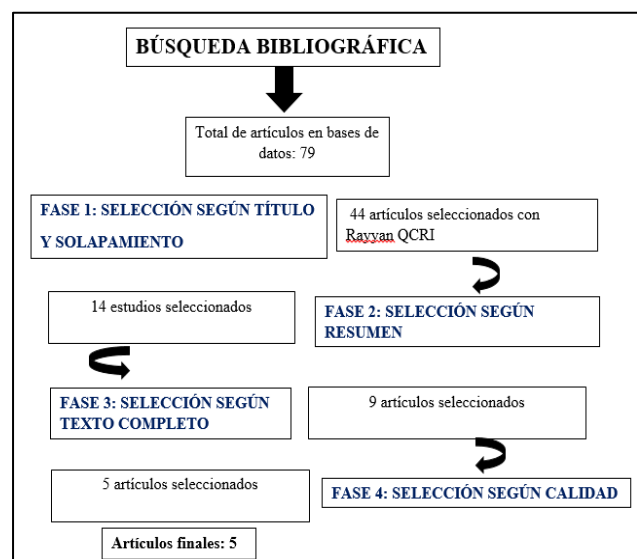 BÚSQUEDA BIBLIOGRÁFICA
Total de artículos en bases de
datos: 79
FASE 1: SELECCIÓN SEGÚN TÍTULO
Y SOLAPAMIENTO
44 artículos seleccionados con
Rayyan QCRI
14 estudios seleccionados
FASE 2: SELECCIÓN SEGÚN
RESUMEN
FASE 3: SELECCIÓN SEGÚN
TEXTO COMPLETO
9 artículos seleccionados
5 artículos seleccionados
FASE 4: SELECCIÓN SEGÚN CALIDAD
Artículos finales: 5